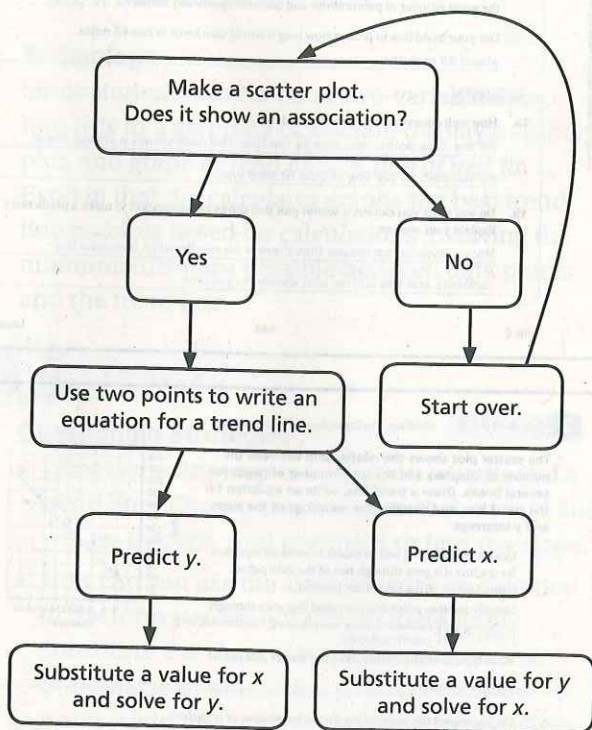 Make a scatter plot.
Does it show an association?
Yes
No
Use two points to write an
equation for a trend line.
Start over.
Predict y.
Predict x.
Substitute a value for x
and solve for y.
Substitute a value for y
and solve for x.